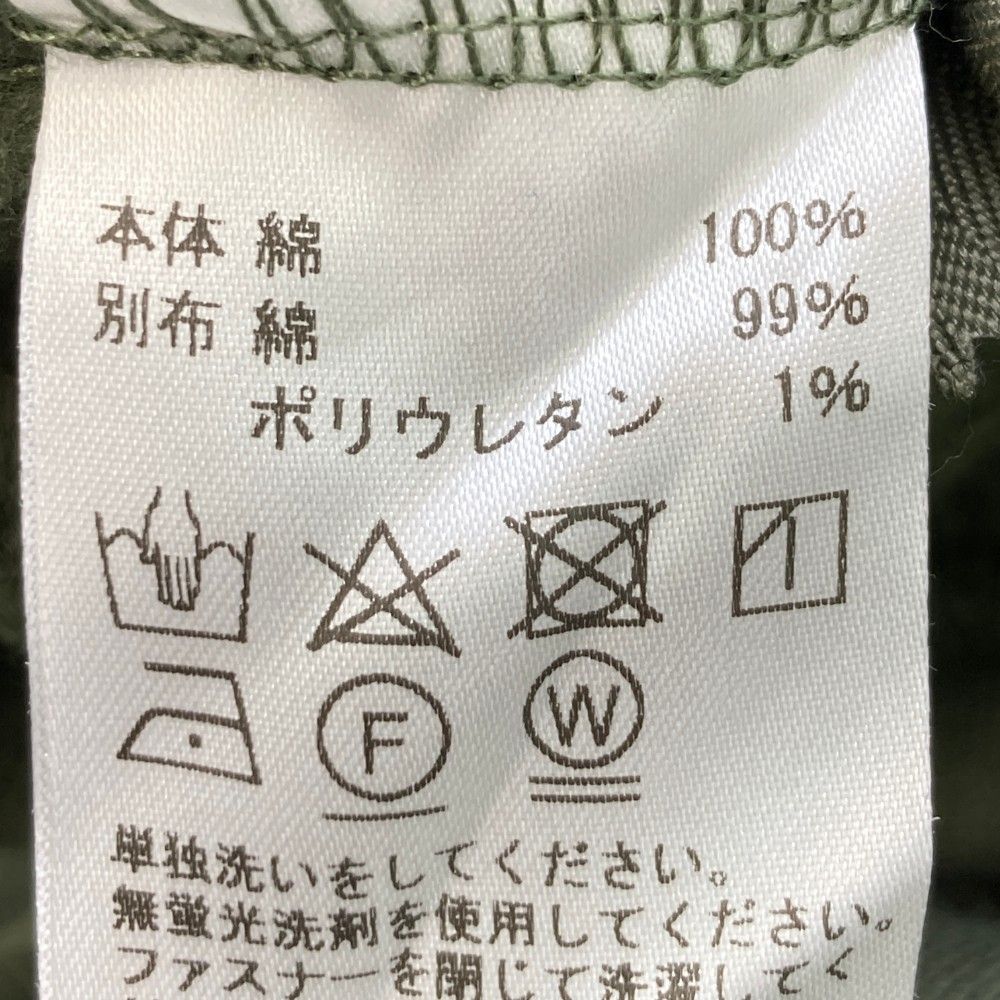 本体 綿 100%
別布 綿 99%
ポリウレタン 1%
F
W
単独洗いをしてください。
無蛍光洗剤を使用してください。
ファスナーを閉じて洗濯してく